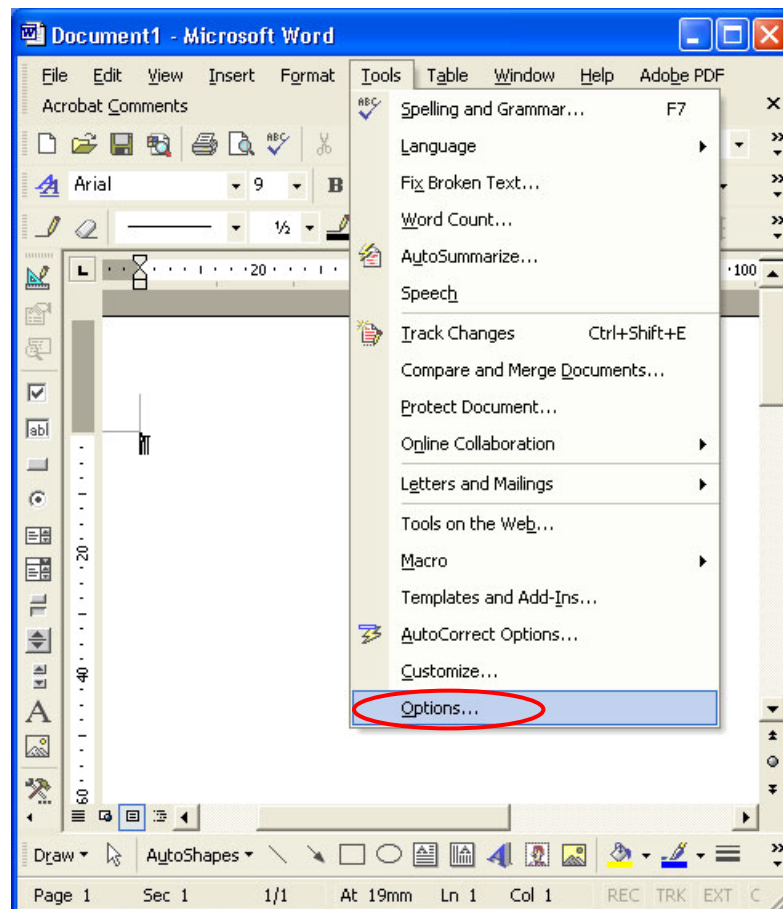 Document1 - Microsoft Word
File Edit View Insert Format Tools Table Window Help Adobe PDF
Acrobat Comments
Spelling and Grammar... F7
Language
Arial 9 B
Fix Broken Text...
½
Word Count...
AutoSummarize...
20 100
Speech
Track Changes Ctrl+Shift+E
Compare and Merge Documents...
Protect Document...
Online Collaboration
Letters and Mailings
Tools on the Web...
Macro
Templates and Add-Ins...
AutoCorrect Options...
Customize...
Options...
20
40
60
Draw AutoShapes
Page 1 Sec 1 1/1 At 19mm Ln 1 Col 1 REC TRK EXT